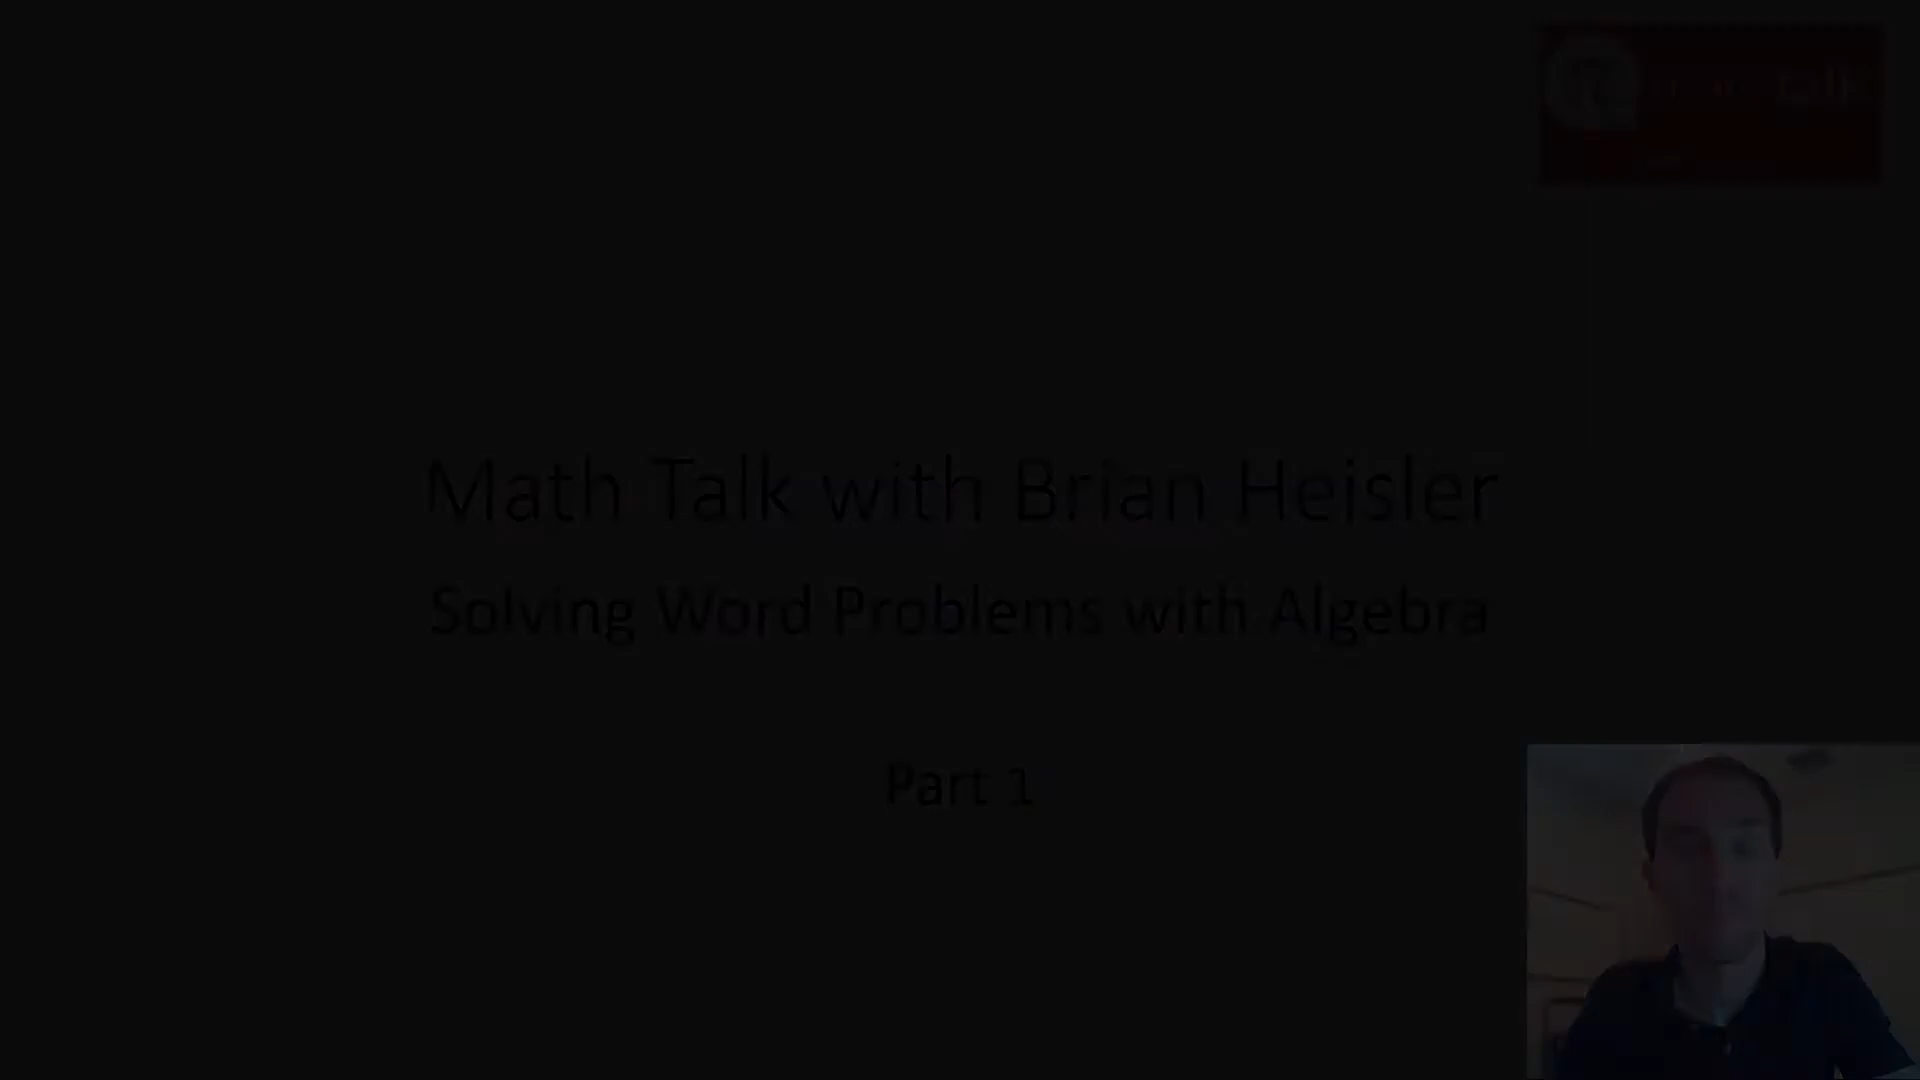 Math Talk with Brian Heisler
Solving Word Problems with Algebra
Part 1